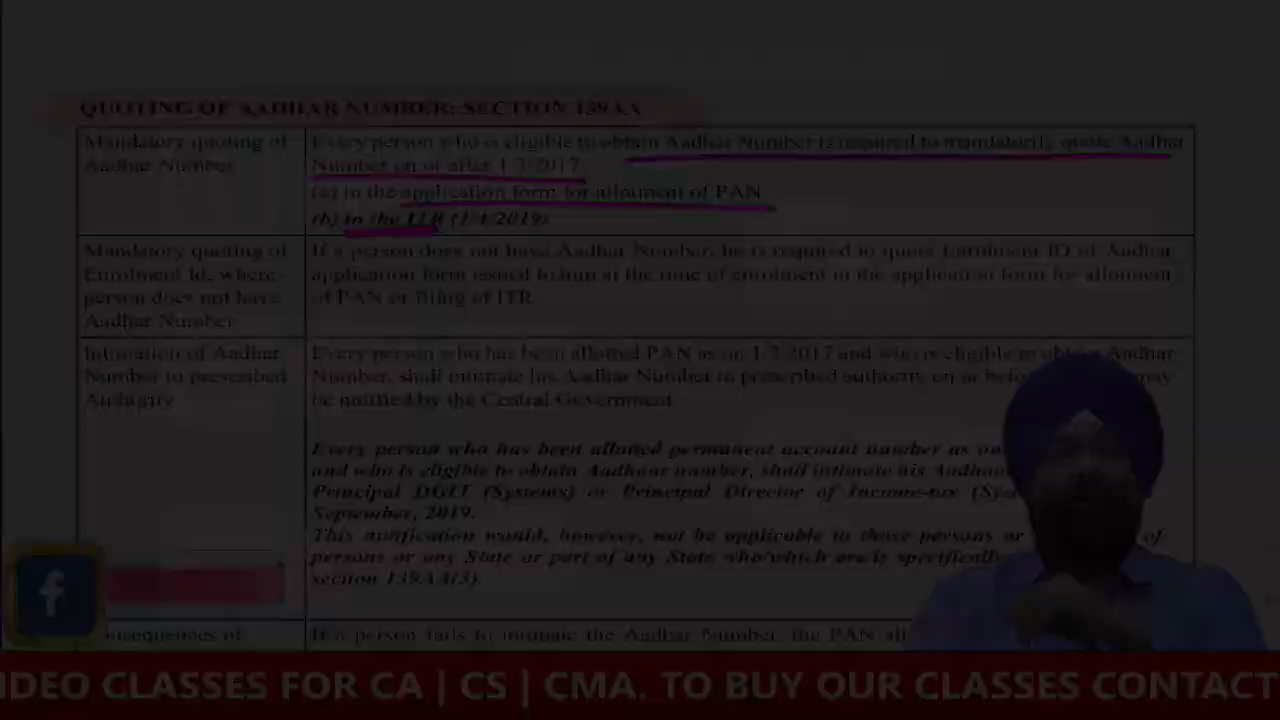 QUOTING OF AADHAR NUMBER: SECTION 139AA
Mandatory quoting of
Aadhar Number
Every person who is eligible to obtain Aadhar Number is required to mandatorily quote Aadhar
Number on or after 1.7.2017:
(a) in the application form for allotment of PAN
(b) in the ITR (1/4/2019)
Mandatory quoting of
Enrolment Id, where
person does not have
Aadhar Number
If a person does not have Aadhar Number, he is required to quote Enrolment ID of Aadhar
application form issued to him at the time of enrolment in the application form for allotment
of PAN or filing of ITR.
Intimation of Aadhar
Number to prescribed
Authority
Every person who has been allotted PAN as on 1.7.2017 and who is eligible to obtain Aadhar
Number, shall intimate his Aadhar Number to prescribed authority on or before may
be notified by the Central Government.
Every person who has been allotted permanent account number as on
and who is eligible to obtain Aadhaar number, shall intimate his Aadhaar
Principal DGIT (Systems) or Principal Director of Income-tax
September, 2019.
This notification would, however, not be applicable to those persons or of
persons or any State or part of any State who/which are/is specifically
section 139AA(3)
f
onsequences of
If a person fails to intimate the Aadhar Number, the PAN
IDEO CLASSES FOR CA | CS | CMA. TO BUY OUR CLASSES CONTACT